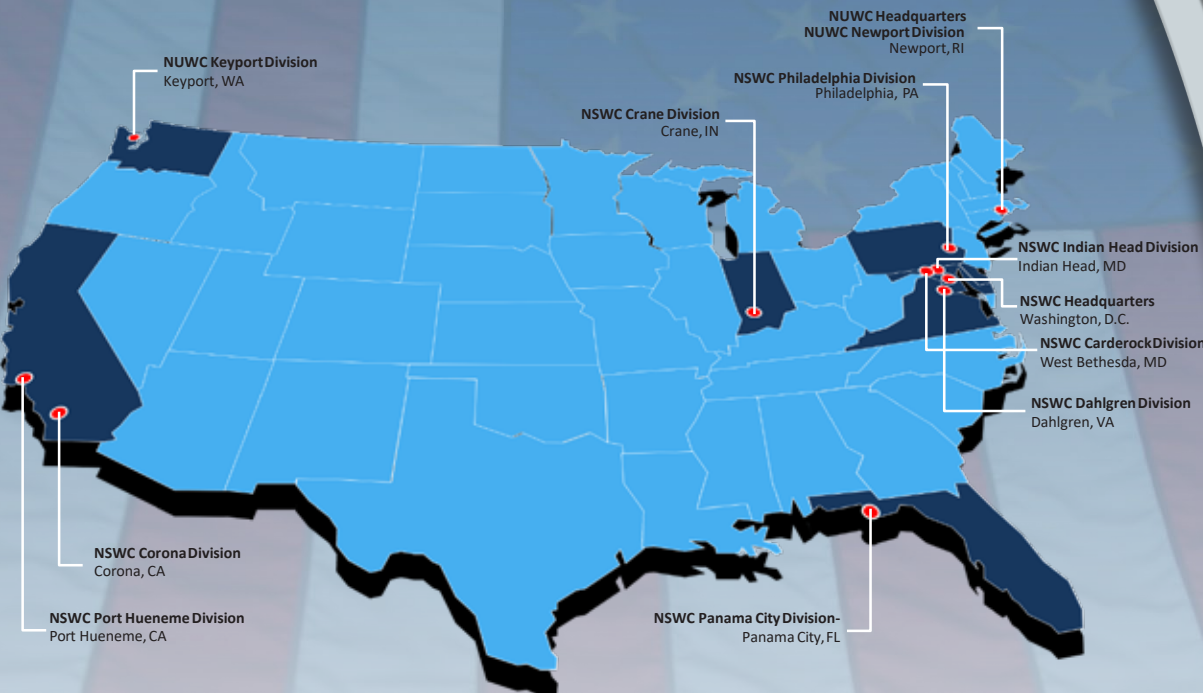 NUWC Headquarters
NUWC Newport Division
Newport, RI
NUWC Keyport Division
Keyport, WA
NSWC Philadelphia Division
Philadelphia, PA
NSWC Crane Division
Crane, IN
NSWC Indian Head Division
Indian Head, MD
NSWC Headquarters
Washington, D.C.
NSWC Carderock Division
West Bethesda, MD
NSWC Dahlgren Division
Dahlgren, VA
NSWC Corona Division
Corona, CA
NSWC Port Hueneme Division
Port Hueneme, CA
NSWC Panama City Division-
Panama City, FL